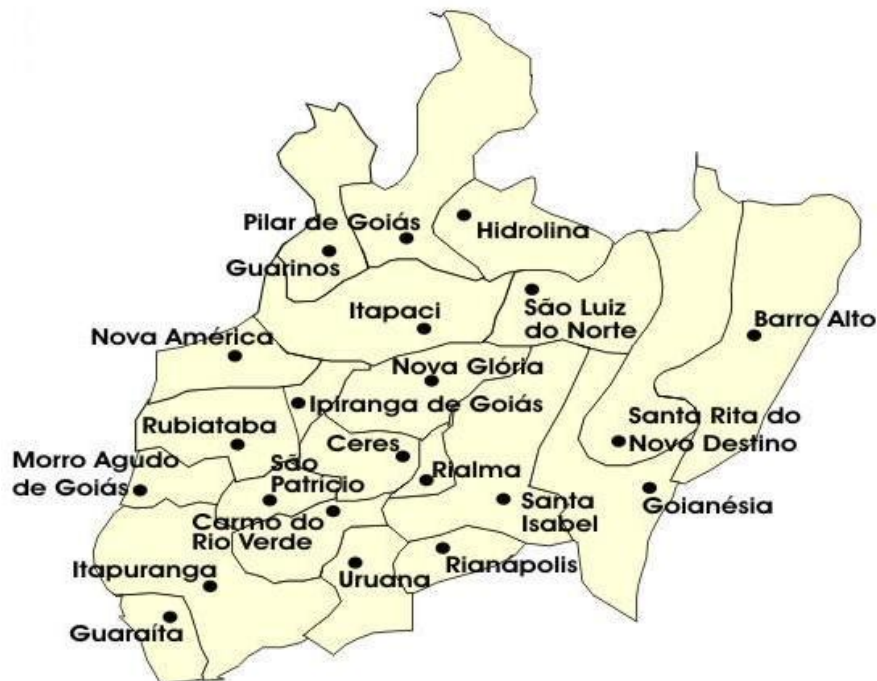 Pilar de Goiás
Hidrolina
Guarinos
Itapaci
São Luiz
do Norte
Barro Alto
Nova América
Nova Glória
Ipiranga de Goiás
Rubiataba
Ceres
Santa Rita do
Novo Destino
Morro Agudo
de Goiás
São
Patrício
Rialma
Santa
Isabel
Goianésia
Carmo do
Rio Verde
Itapuranga
Uruana
Rianápolis
Guaraíta